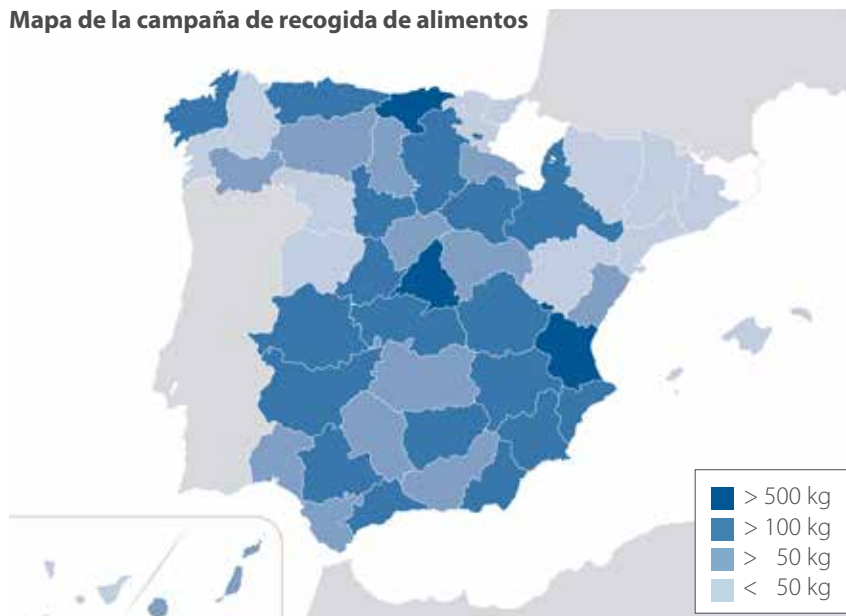 Mapa de la campaña de recogida de alimentos
> 500 kg
> 100 kg
> 50 kg
< 50 kg